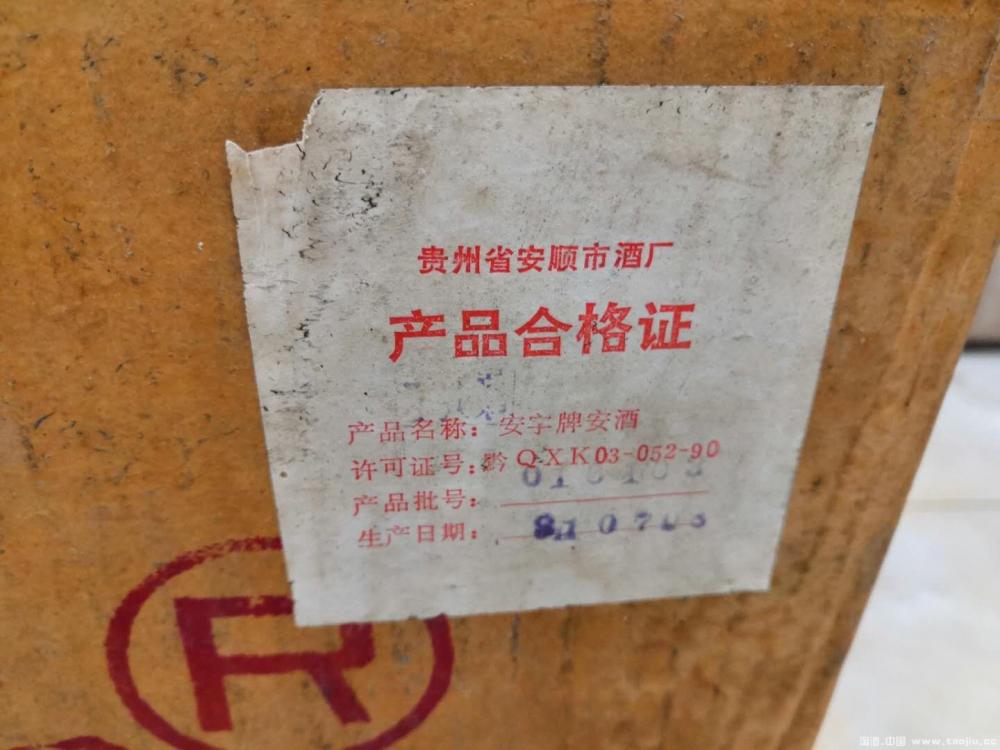 贵州省安顺市酒厂
产品合格证
产品名称：安字牌安酒
许可证号：黔QXK03-052-90
产品批号：
生产日期：
R
淘酒.中国 www.taojiu.cc